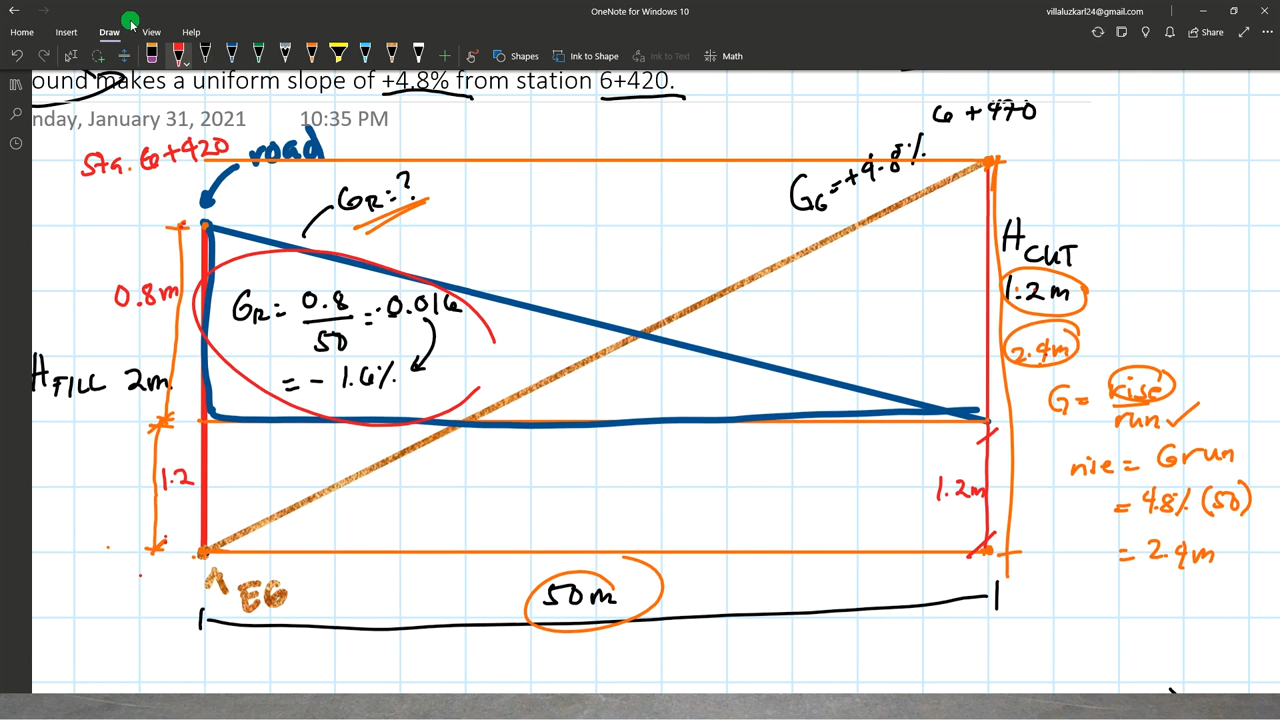 OneNote for Windows 10
villaluzkarl24@gmail.com
Home Insert Draw View Help
Share
Shapes Ink to Shape Ink to Text Math
ound makes a uniform slope of +4.8% from station 6+420.
nday, January 31, 2021 10:35 PM
6+470
Sta. 6+420
road
GR=?
GG=+4.8%
HCUT
1.2m
2.4m
0.8m
GR = 0.8
50
= -0.016
= - 1.6%
HFILL 2m
G = rise
run ✓
rise = Grun
= 4.8% (50)
= 2.4m
1.2
1.2m
EG
50m